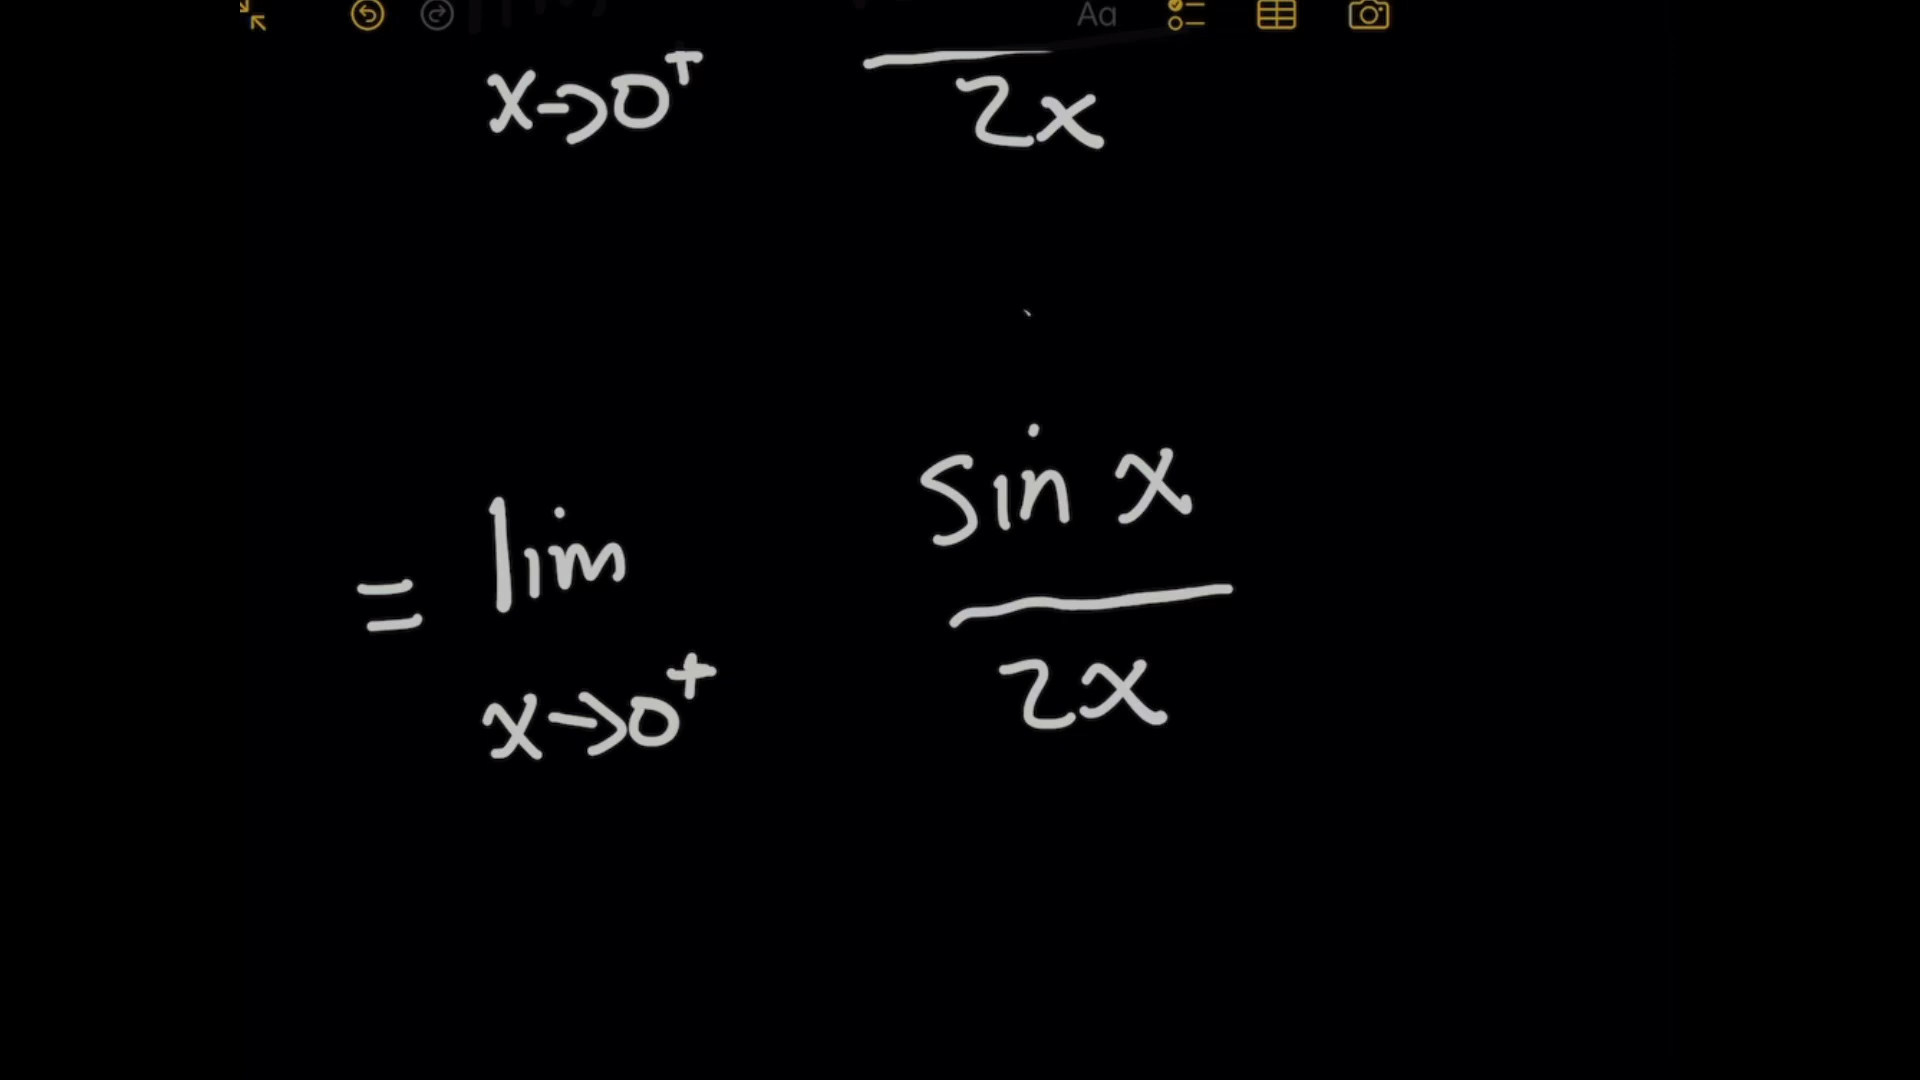 Aa
x→0⁺ 2x
= lim sin x
x→0⁺ 2x